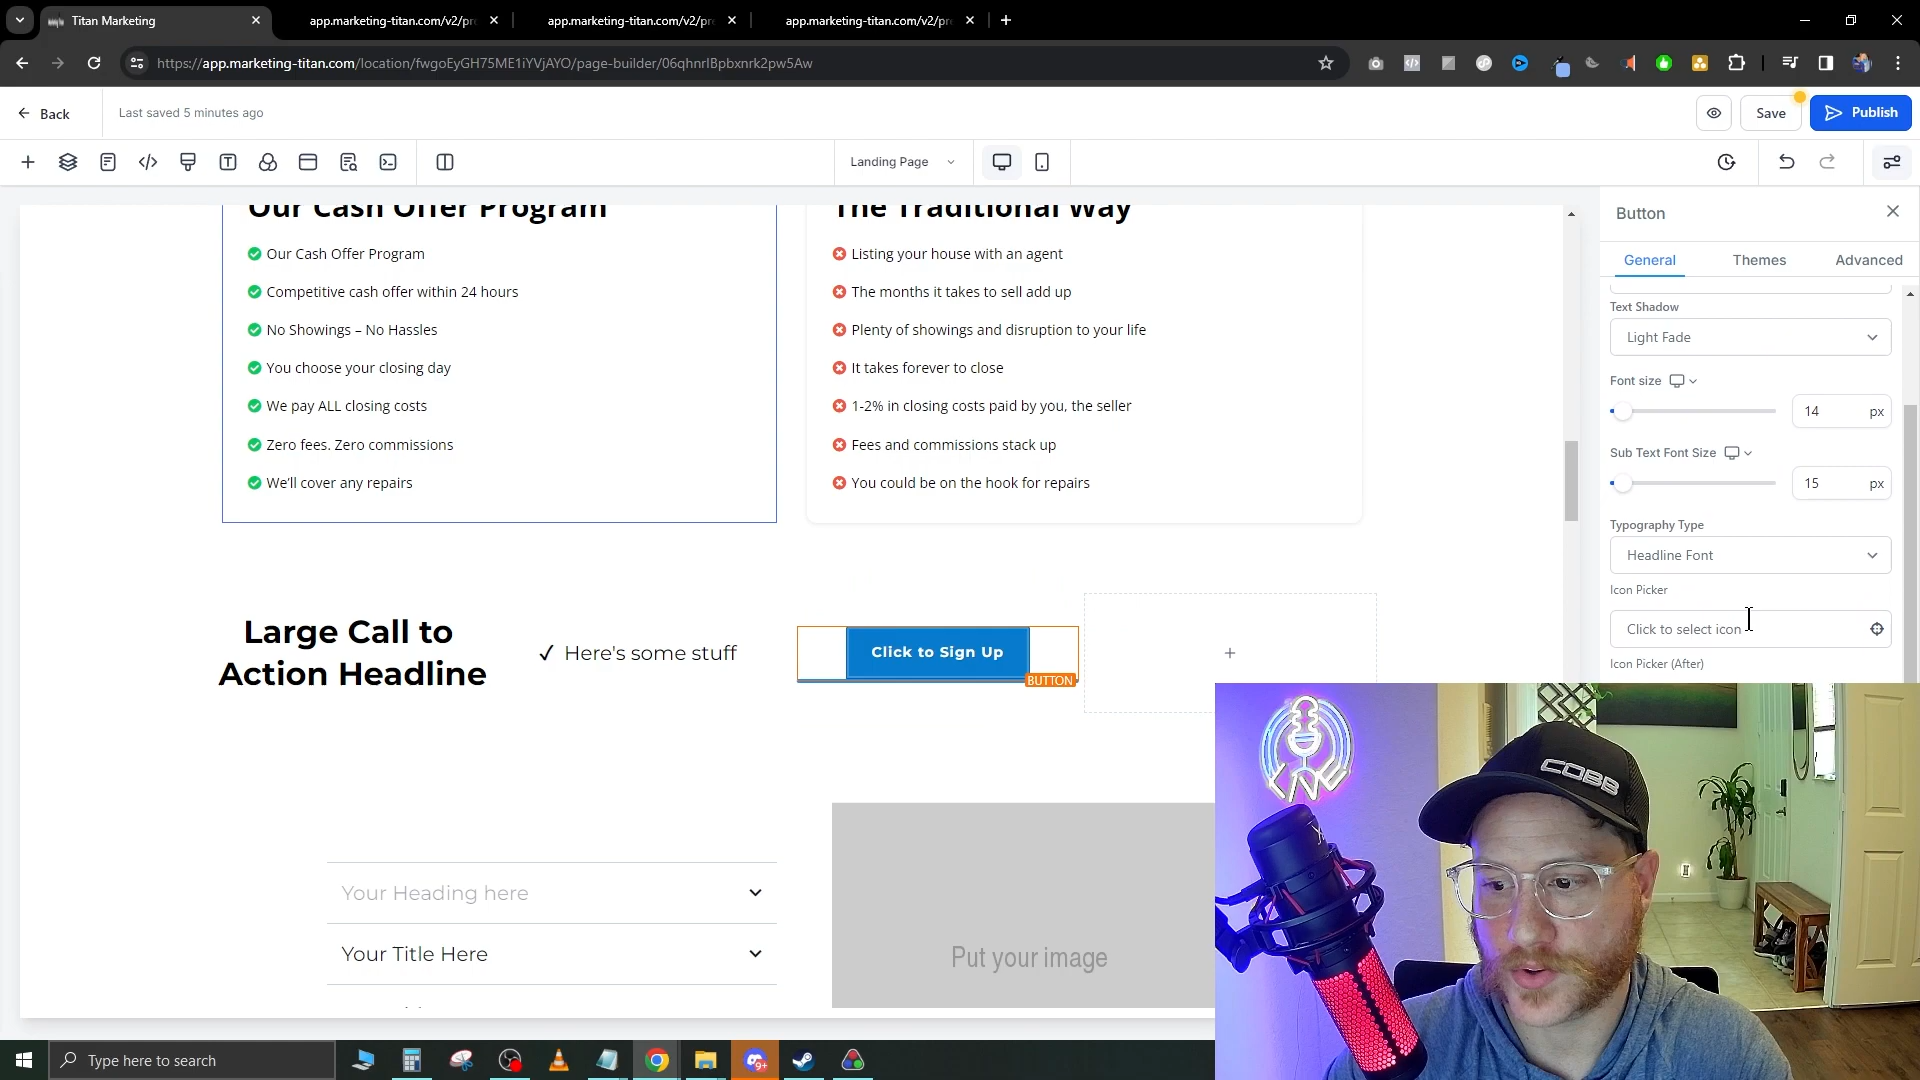 Titan Marketing
app.marketing-titan.com/v2/pre
app.marketing-titan.com/v2/pre
app.marketing-titan.com/v2/pre
https://app.marketing-titan.com/location/fwgoEyGH75ME1iYVjAYO/page-builder/06qhnrlBpbxnrk2pw5Aw
Back
Last saved 5 minutes ago
Save
Publish
Landing Page
Our Cash Offer Program
Our Cash Offer Program
Competitive cash offer within 24 hours
No Showings – No Hassles
You choose your closing day
We pay ALL closing costs
Zero fees. Zero commissions
We'll cover any repairs
The Traditional Way
Listing your house with an agent
The months it takes to sell add up
Plenty of showings and disruption to your life
It takes forever to close
1-2% in closing costs paid by you, the seller
Fees and commissions stack up
You could be on the hook for repairs
Large Call to
Action Headline
✓ Here's some stuff
Click to Sign Up
BUTTON
+
Your Heading here
Your Title Here
Put your image
Button
General
Themes
Advanced
Text Shadow
Light Fade
Font size
14 px
Sub Text Font Size
15 px
Typography Type
Headline Font
Icon Picker
Click to select icon
Icon Picker (After)
COBB
Type here to search
9+